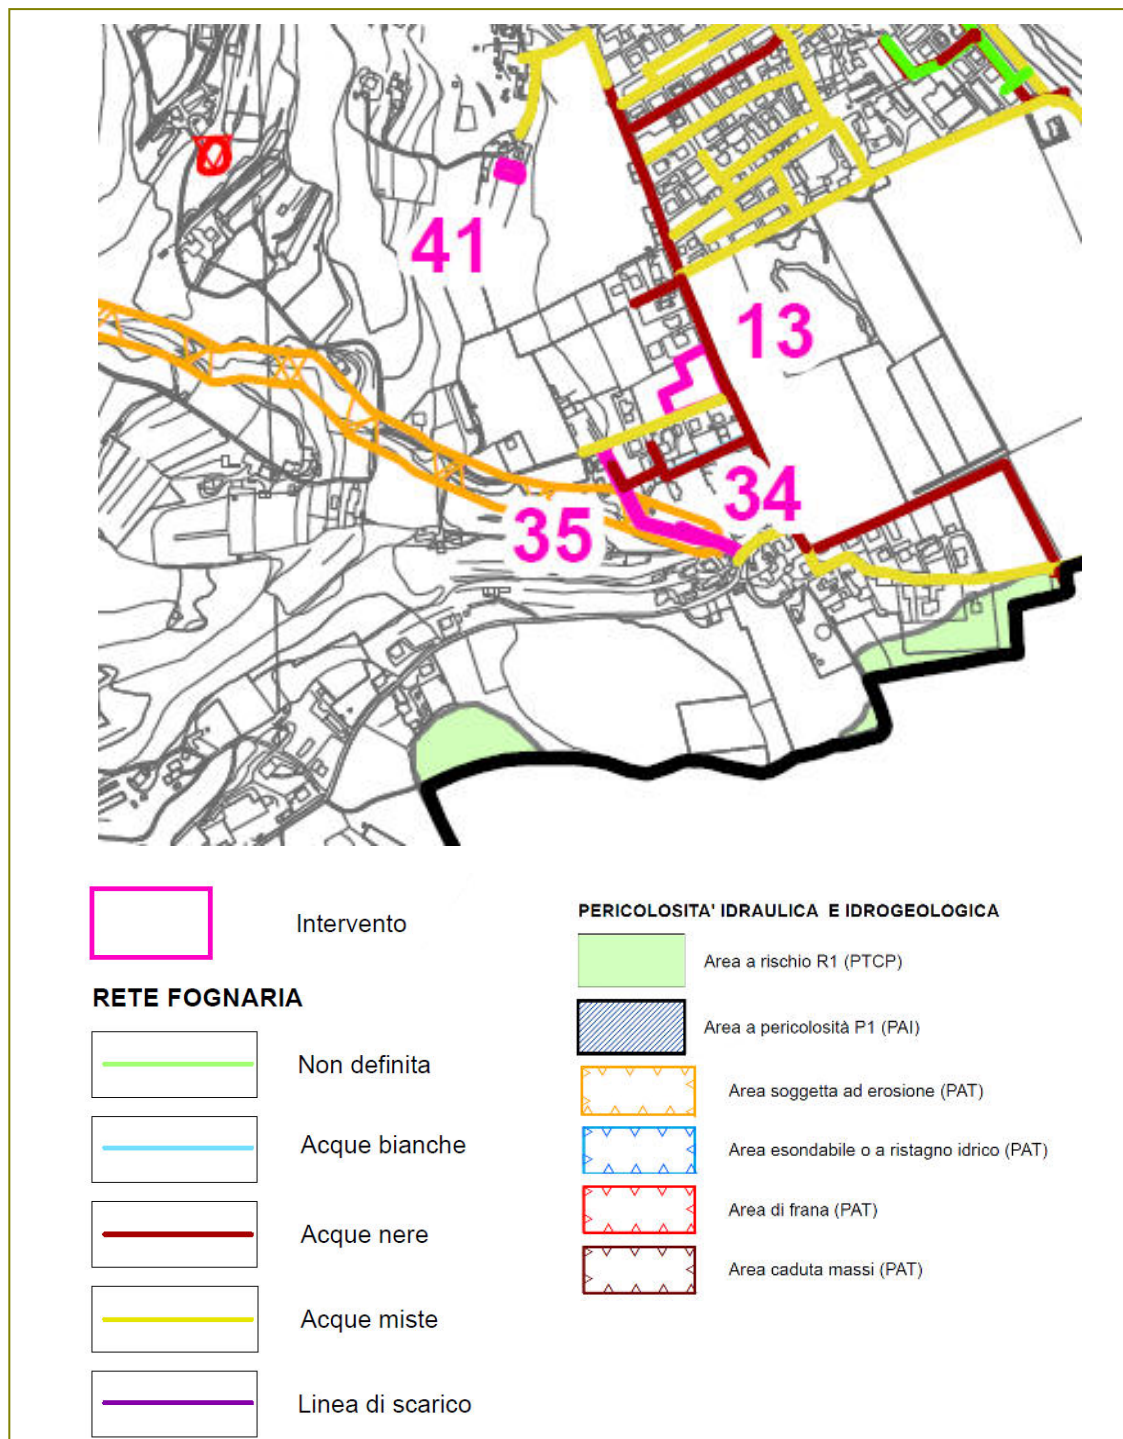 41
13
34
35
Intervento
RETE FOGNARIA
Non definita
Acque bianche
Acque nere
Acque miste
Linea di scarico
PERICOLOSITA' IDRAULICA E IDROGEOLOGICA
Area a rischio R1 (PTCP)
Area a pericolosità P1 (PAI)
Area soggetta ad erosione (PAT)
Area esondabile o a ristagno idrico (PAT)
Area di frana (PAT)
Area caduta massi (PAT)